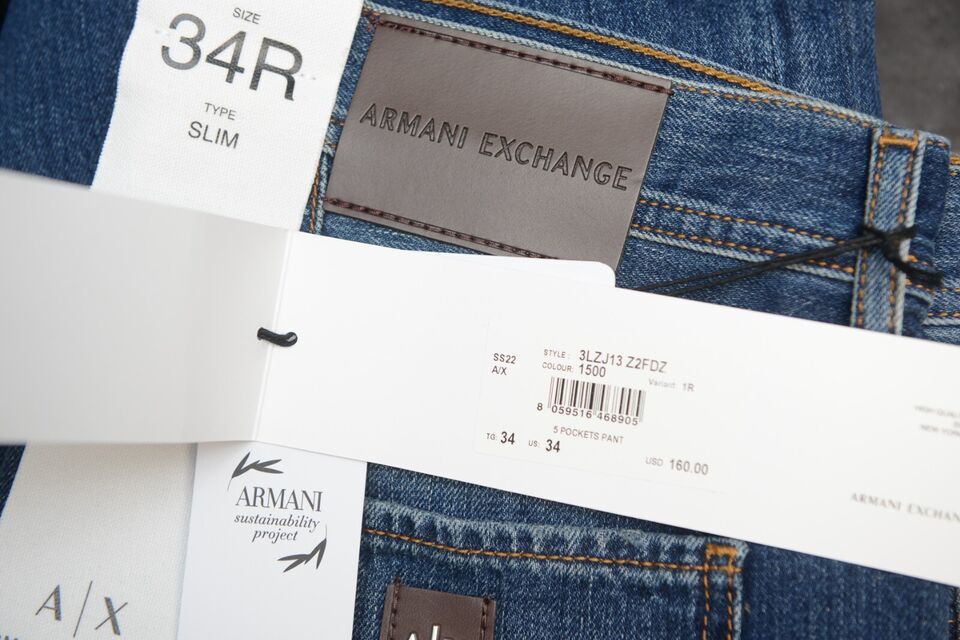 SIZE
34R
TYPE
SLIM
ARMANI EXCHANGE
SS22
A/X
STYLE: 3LZJ13 Z2FDZ
COLOUR: 1500
Variant 1R
8 059516 468905
5 POCKETS PANT
TG: 34 US: 34
USD 160.00
NEW YORK
ARMANI EXCHAN
ARMANI
sustainability
project
A/X